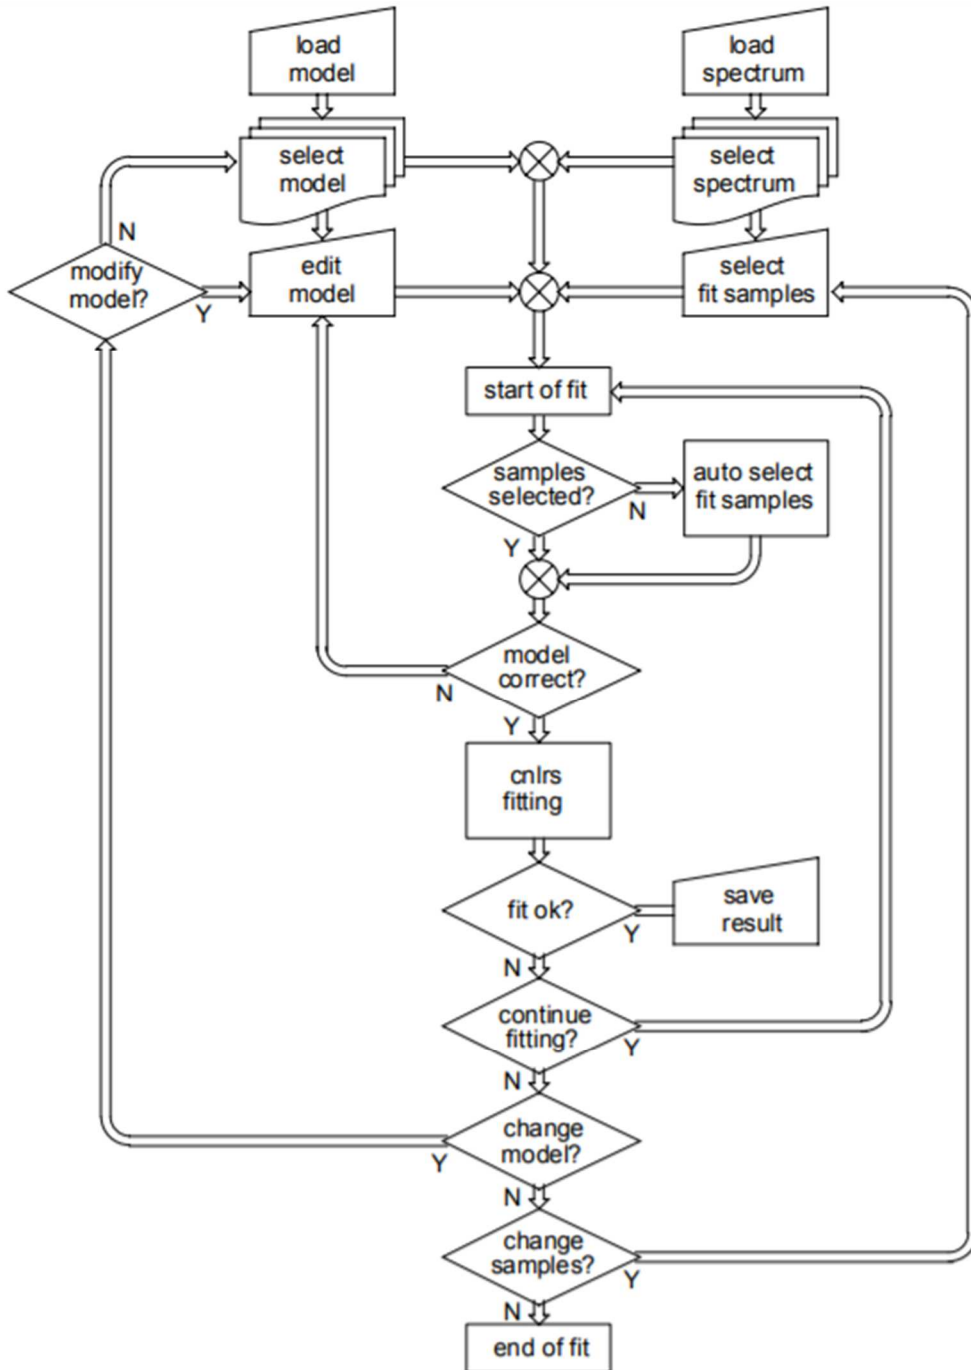 load
model
load
spectrum
select
model
select
spectrum
N
modify
model?
Y
edit
model
select
fit samples
start of fit
samples
selected?
N
auto select
fit samples
Y
model
correct?
N
Y
cnlrs
fitting
fit ok?
Y
save
result
N
continue
fitting?
Y
N
change
model?
Y
N
change
samples?
Y
N
end of fit